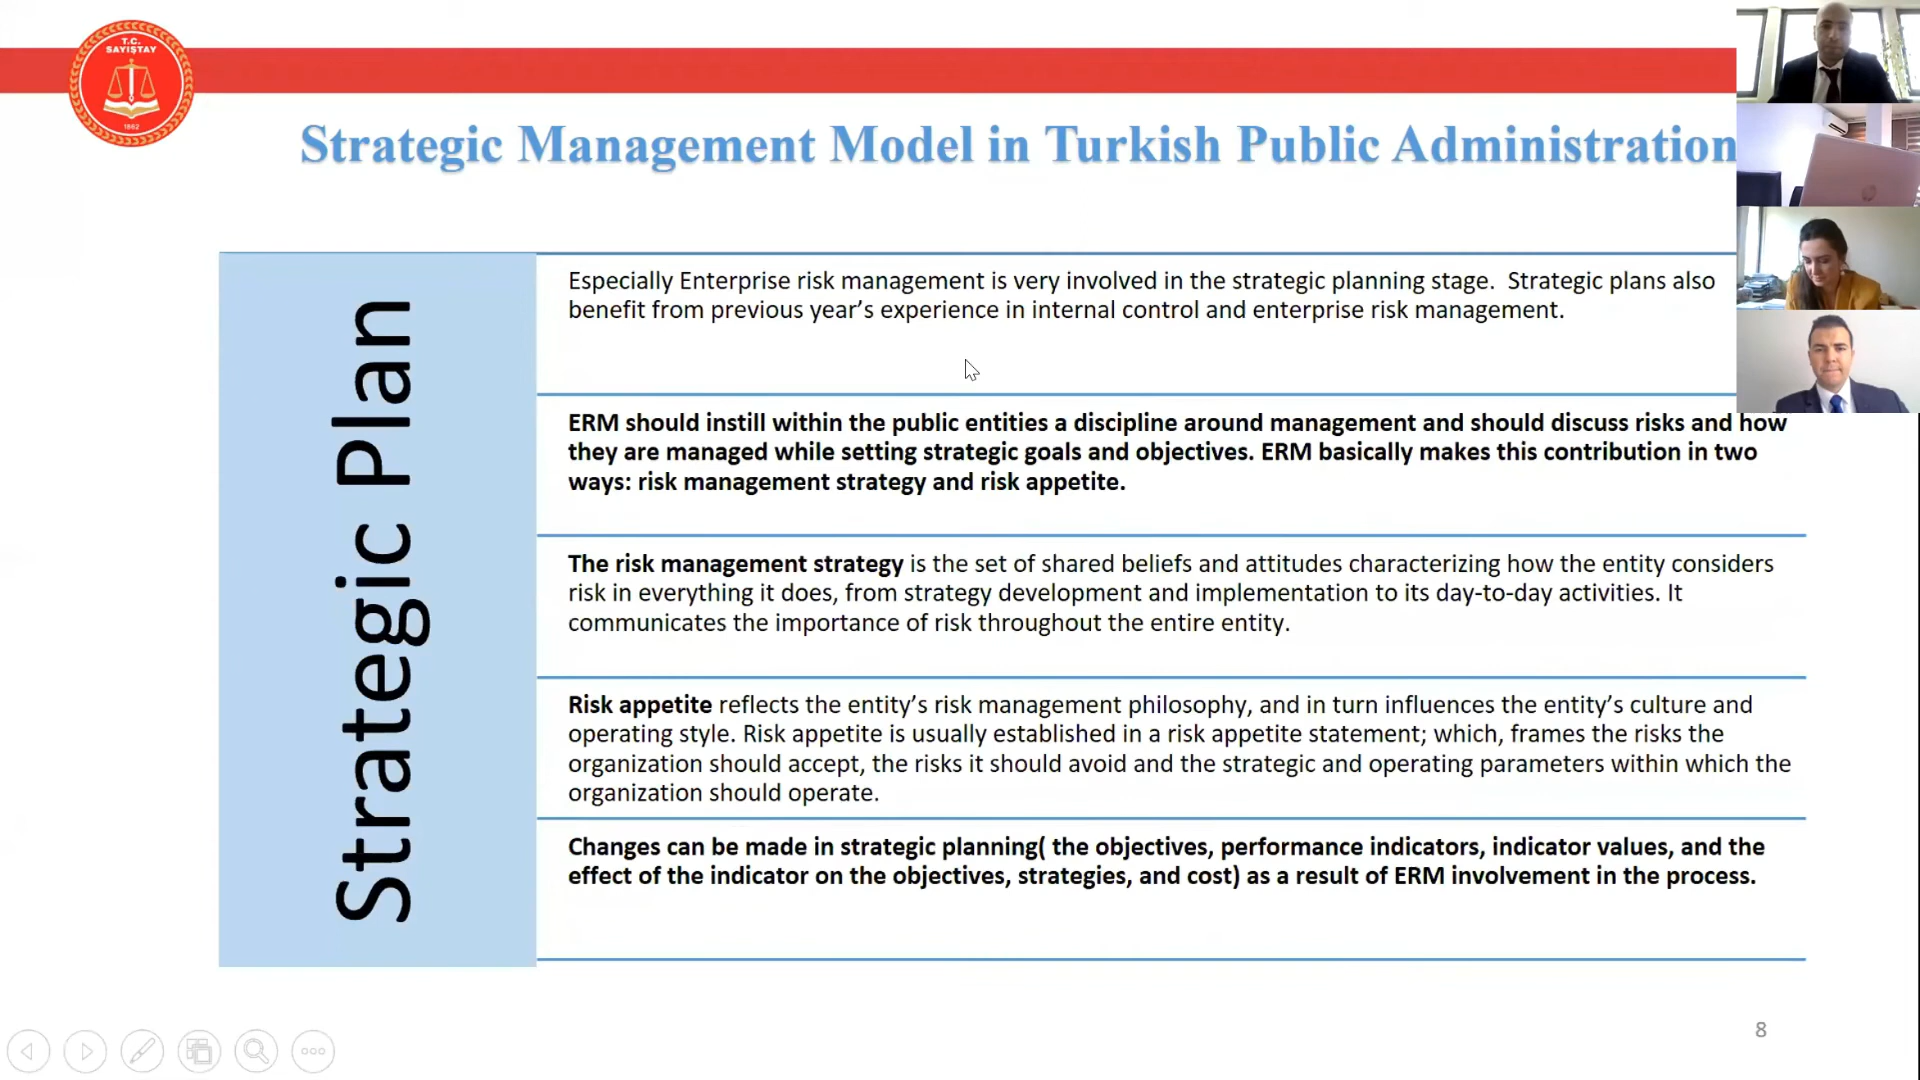 T.C.
SAYIŞTAY
1862
Strategic Management Model in Turkish Public Administration
Strategic Plan
Especially Enterprise risk management is very involved in the strategic planning stage.  Strategic plans also
benefit from previous year’s experience in internal control and enterprise risk management.
ERM should instill within the public entities a discipline around management and should discuss risks and how
they are managed while setting strategic goals and objectives. ERM basically makes this contribution in two
ways: risk management strategy and risk appetite.
The risk management strategy is the set of shared beliefs and attitudes characterizing how the entity considers
risk in everything it does, from strategy development and implementation to its day-to-day activities. It
communicates the importance of risk throughout the entire entity.
Risk appetite reflects the entity’s risk management philosophy, and in turn influences the entity’s culture and
operating style. Risk appetite is usually established in a risk appetite statement; which, frames the risks the
organization should accept, the risks it should avoid and the strategic and operating parameters within which the
organization should operate.
Changes can be made in strategic planning( the objectives, performance indicators, indicator values, and the
effect of the indicator on the objectives, strategies, and cost) as a result of ERM involvement in the process.
8